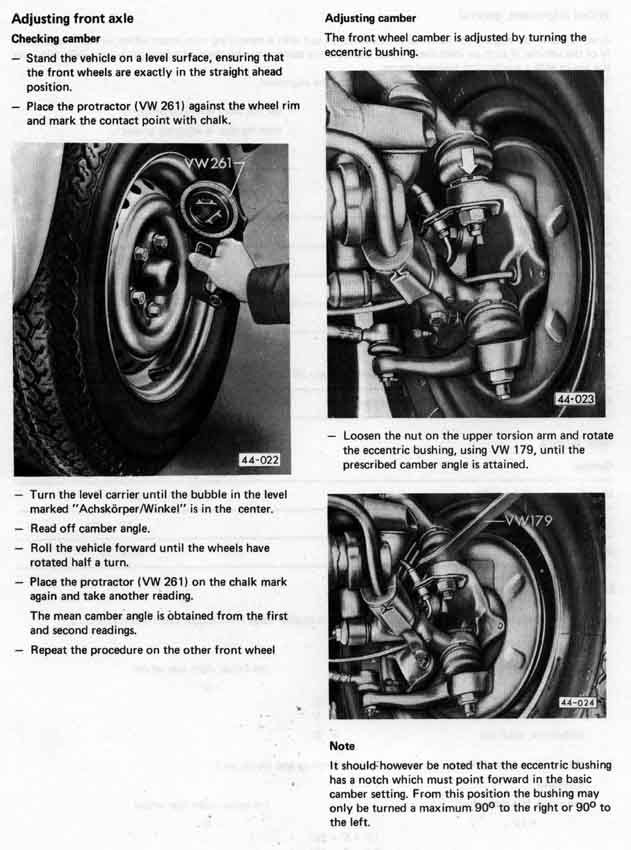 Adjusting front axle
Checking camber
— Stand the vehicle on a level surface, ensuring that
the front wheels are exactly in the straight ahead
position.
— Place the protractor (VW 261) against the wheel rim
and mark the contact point with chalk.
VW261
44-022
— Turn the level carrier until the bubble in the level
marked "Achskörper/Winkel" is in the center.
— Read off camber angle.
— Roll the vehicle forward until the wheels have
rotated half a turn.
— Place the protractor (VW 261) on the chalk mark
again and take another reading.
The mean camber angle is obtained from the first
and second readings.
— Repeat the procedure on the other front wheel
Adjusting camber
The front wheel camber is adjusted by turning the
eccentric bushing.
44-023
— Loosen the nut on the upper torsion arm and rotate
the eccentric bushing, using VW 179, until the
prescribed camber angle is attained.
VW179
44-024
Note
It should however be noted that the eccentric bushing
has a notch which must point forward in the basic
camber setting. From this position the bushing may
only be turned a maximum 90° to the right or 90° to
the left.